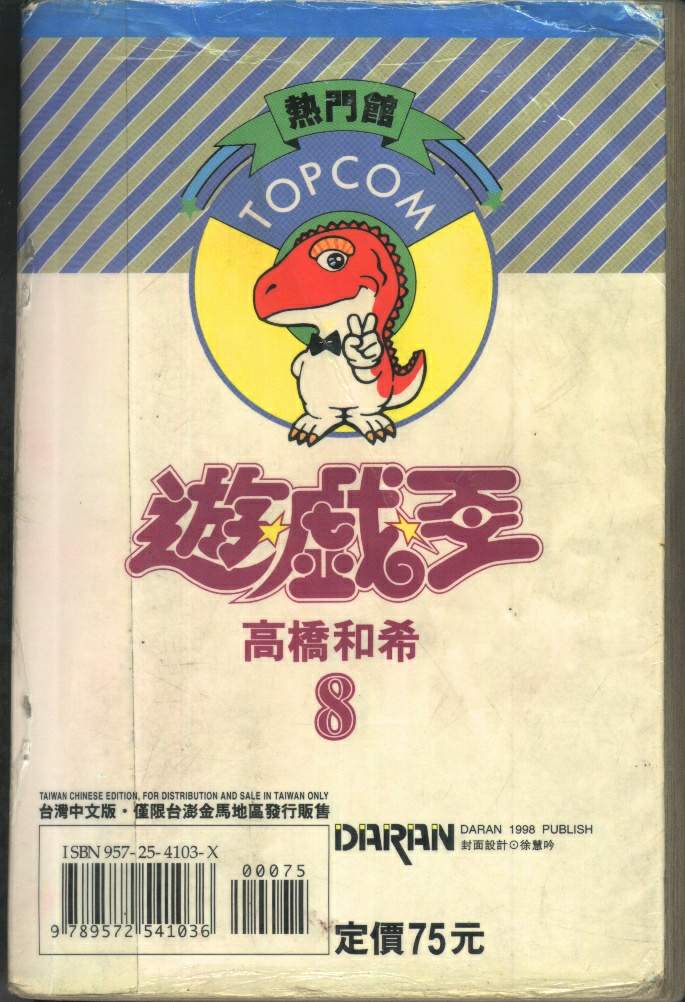 熱門館
TOPCOM
遊戲王
高橋和希
8
TAIWAN CHINESE EDITION, FOR DISTRIBUTION AND SALE IN TAIWAN ONLY
台灣中文版・僅限台澎金馬地區發行販售
ISBN 957-25-4103-X
00075
9 789572 541036
DARAN
DARAN 1998 PUBLISH
封面設計⊙徐慧吟
定價75元